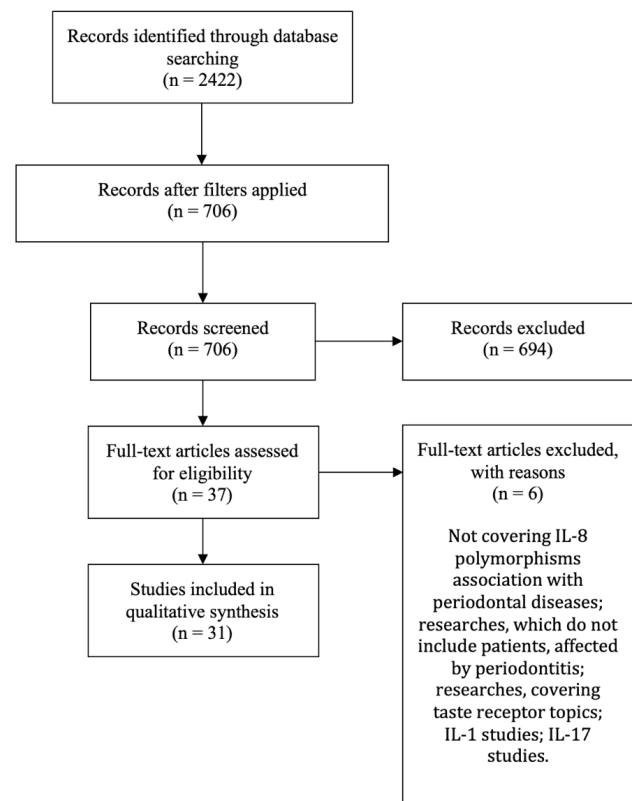 Records identified through database
searching
(n = 2422)
Records after filters applied
(n = 706)
Records screened
(n = 706)
Records excluded
(n = 694)
Full-text articles assessed
for eligibility
(n = 37)
Full-text articles excluded,
with reasons
(n = 6)
Not covering IL-8
polymorphisms
association with
periodontal diseases;
researches, which do not
include patients, affected
by periodontitis;
researches, covering
taste receptor topics;
IL-1 studies; IL-17
studies.
Studies included in
qualitative synthesis
(n = 31)